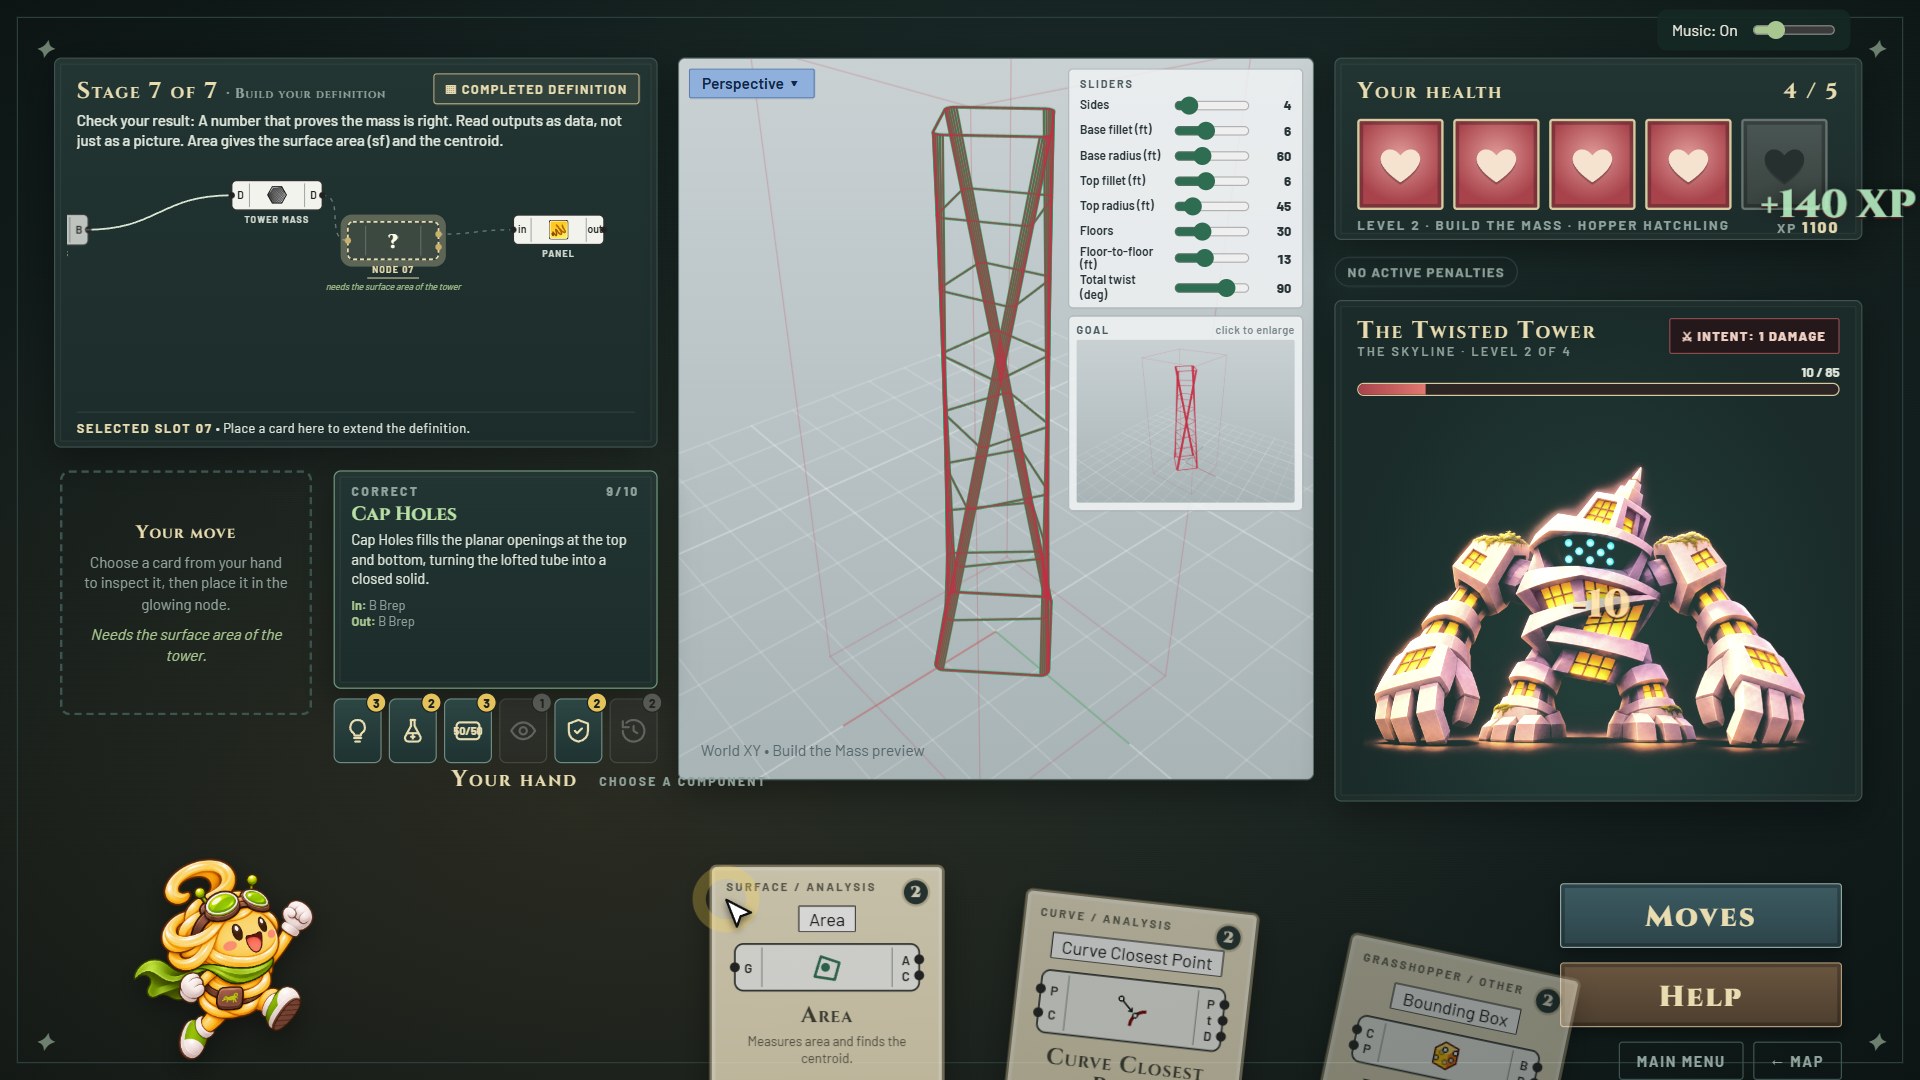 Music: On
STAGE 7 OF 7 · BUILD YOUR DEFINITION
COMPLETED DEFINITION
Check your result: A number that proves the mass is right. Read outputs as data, not
just as a picture. Area gives the surface area (sf) and the centroid.
B
D D
TOWER MASS
?
NODE 07
needs the surface area of the tower
in out
PANEL
SELECTED SLOT 07 • Place a card here to extend the definition.
YOUR MOVE
Choose a card from your hand
to inspect it, then place it in the
glowing node.
Needs the surface area of the
tower.
CORRECT 9/10
CAP HOLES
Cap Holes fills the planar openings at the top
and bottom, turning the lofted tube into a
closed solid.
In: B Brep
Out: B Brep
3 2 3 1 2 2
50/50
YOUR HAND CHOOSE A COMPONENT
Perspective ▼
SLIDERS
Sides 4
Base fillet (ft) 6
Base radius (ft) 60
Top fillet (ft) 6
Top radius (ft) 45
Floors 30
Floor-to-floor
(ft) 13
Total twist
(deg) 90
GOAL click to enlarge
World XY • Build the Mass preview
YOUR HEALTH 4 / 5
+140 XP
LEVEL 2 · BUILD THE MASS · HOPPER HATCHLING XP 1100
NO ACTIVE PENALTIES
THE TWISTED TOWER
THE SKYLINE · LEVEL 2 OF 4
INTENT: 1 DAMAGE
10 / 85
-10
SURFACE / ANALYSIS 2
Area
G A
C
AREA
Measures area and finds the
centroid.
CURVE / ANALYSIS 2
Curve Closest Point
P P
C t
D
CURVE CLOSEST
GRASSHOPPER / OTHER 2
Bounding Box
C B
P
MOVES
HELP
MAIN MENU
← MAP